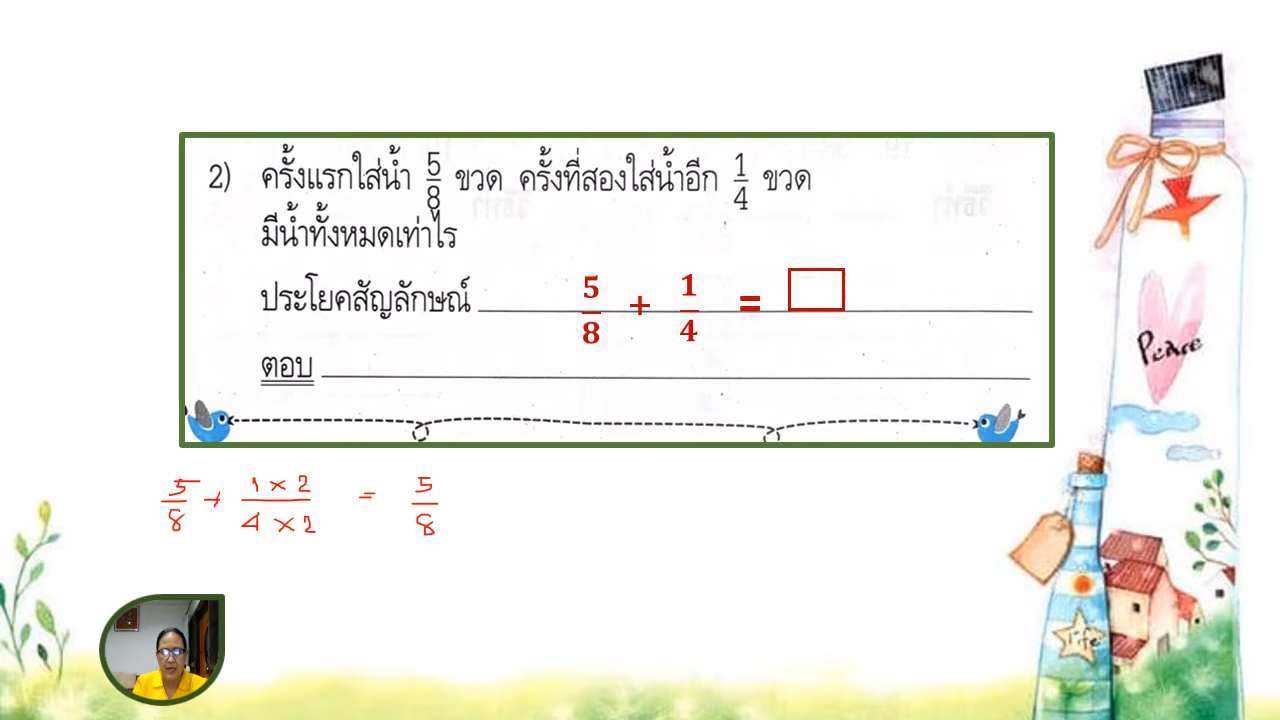 2) ครั้งแรกใส่น้ำ 5/8 ขวด ครั้งที่สองใส่น้ำอีก 1/4 ขวด
มีน้ำทั้งหมดเท่าไร
ประโยคสัญลักษณ์ 5/8 + 1/4 = □
ตอบ
5/8 + 1 × 2 / 4 × 2 = 5/8
Peace
life